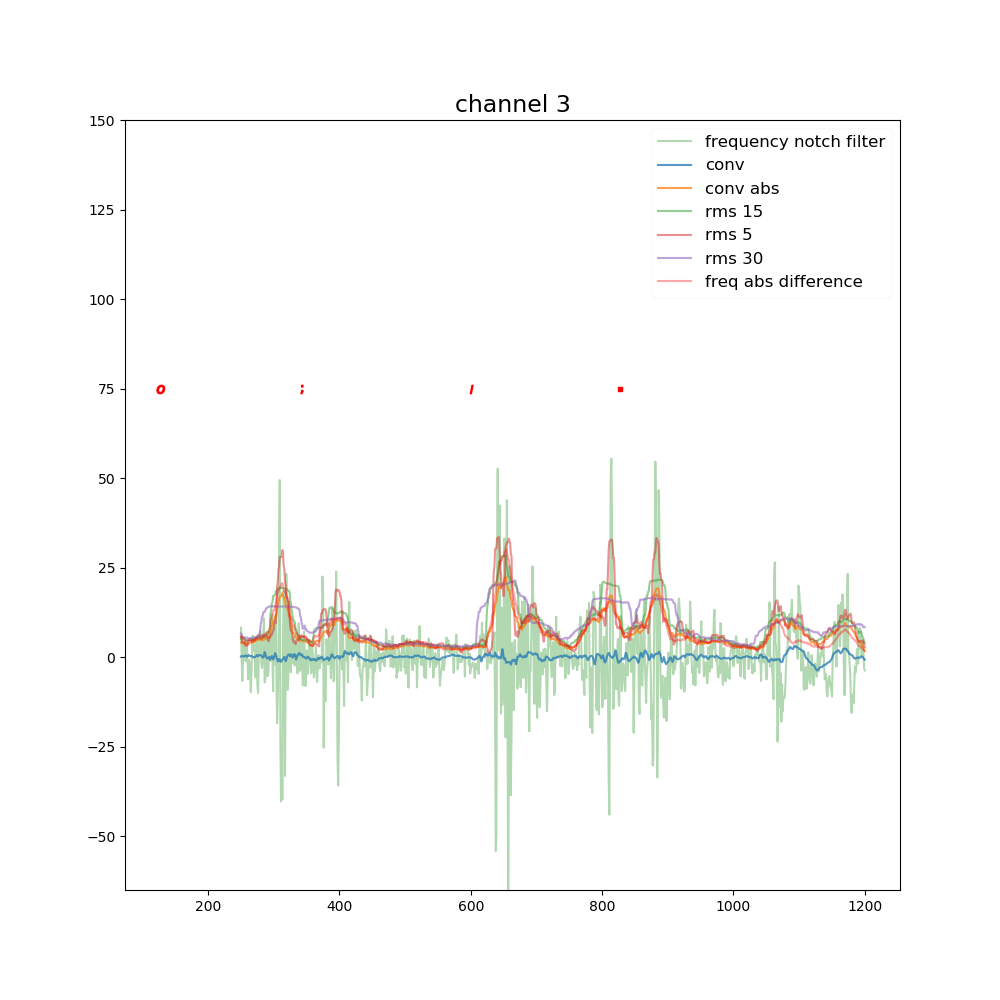 channel 3
150
125
100
75
50
25
0
−25
−50
frequency notch filter
conv
conv abs
rms 15
rms 5
rms 30
freq abs difference
o ; / .
200 400 600 800 1000 1200